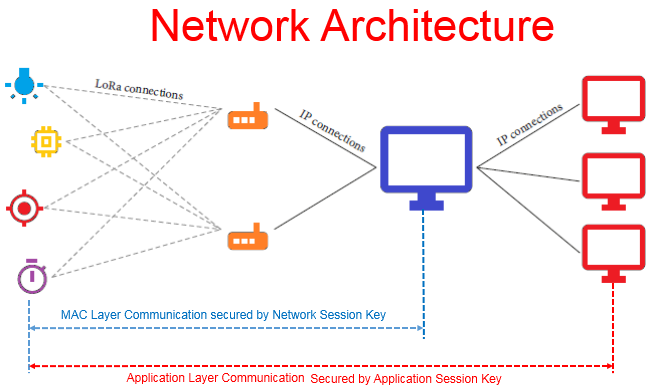 Network Architecture
LoRa connections
IP connections
IP connections
MAC Layer Communication secured by Network Session Key
Application Layer Communication Secured by Application Session Key